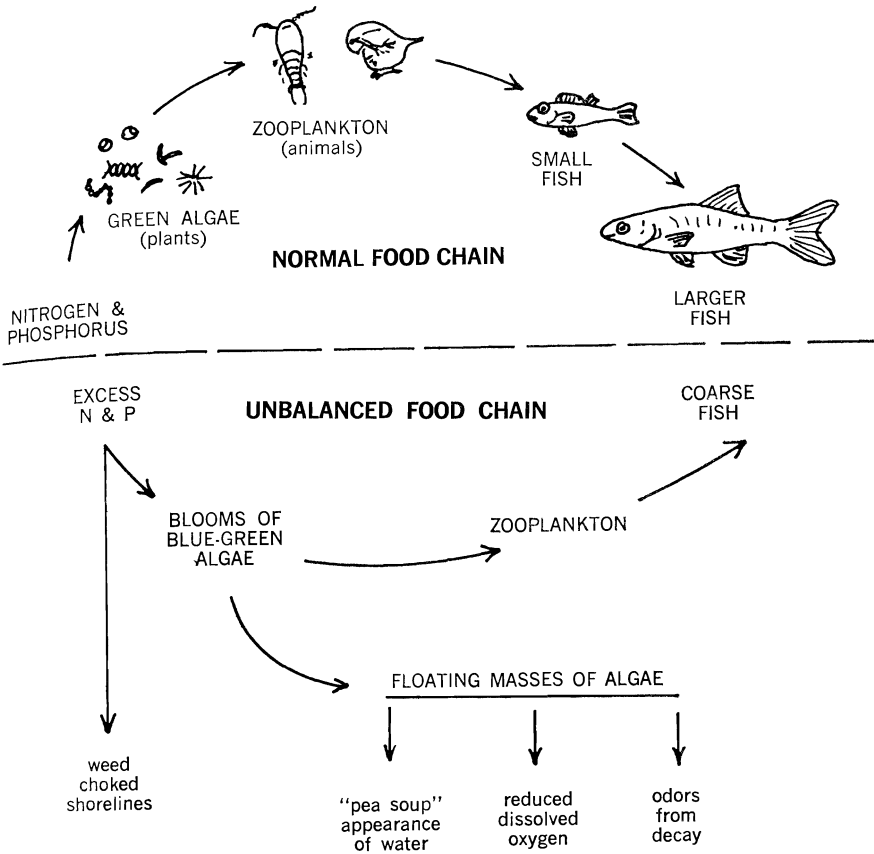 ZOOPLANKTON
(animals)
SMALL
FISH
GREEN ALGAE
(plants)
NORMAL FOOD CHAIN
LARGER
FISH
NITROGEN &
PHOSPHORUS
EXCESS
N & P
UNBALANCED FOOD CHAIN
COARSE
FISH
BLOOMS OF
BLUE-GREEN
ALGAE
ZOOPLANKTON
FLOATING MASSES OF ALGAE
weed
choked
shorelines
"pea soup"
appearance
of water
reduced
dissolved
oxygen
odors
from
decay